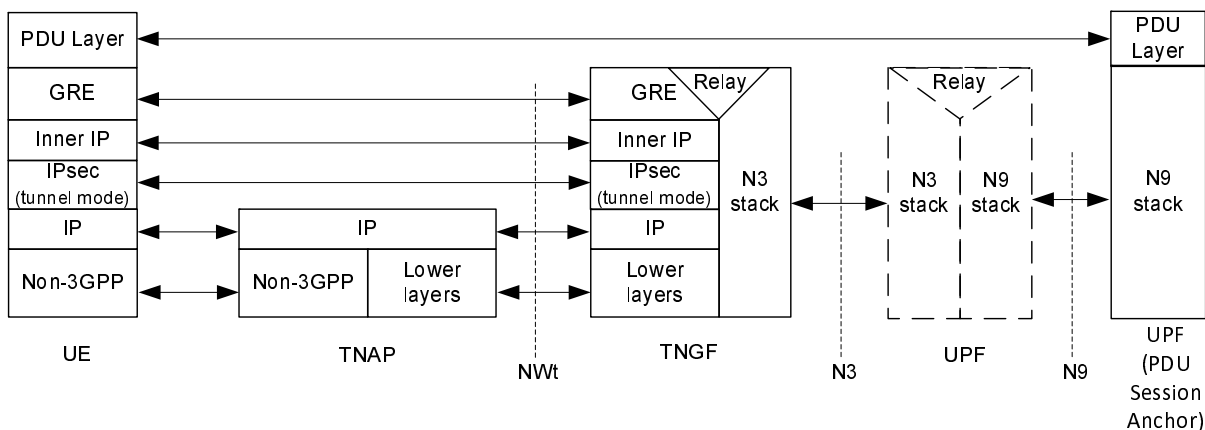 PDU Layer
PDU
Layer
GRE
GRE
Relay
Relay
Inner IP
Inner IP
IPsec
(tunnel mode)
IPsec
(tunnel mode)
N3
stack
N3
stack
N9
stack
N9
stack
IP
IP
IP
Non-3GPP
Non-3GPP
Lower
layers
Lower
layers
UE
TNAP
NWt
TNGF
N3
UPF
N9
UPF
(PDU
Session
Anchor)